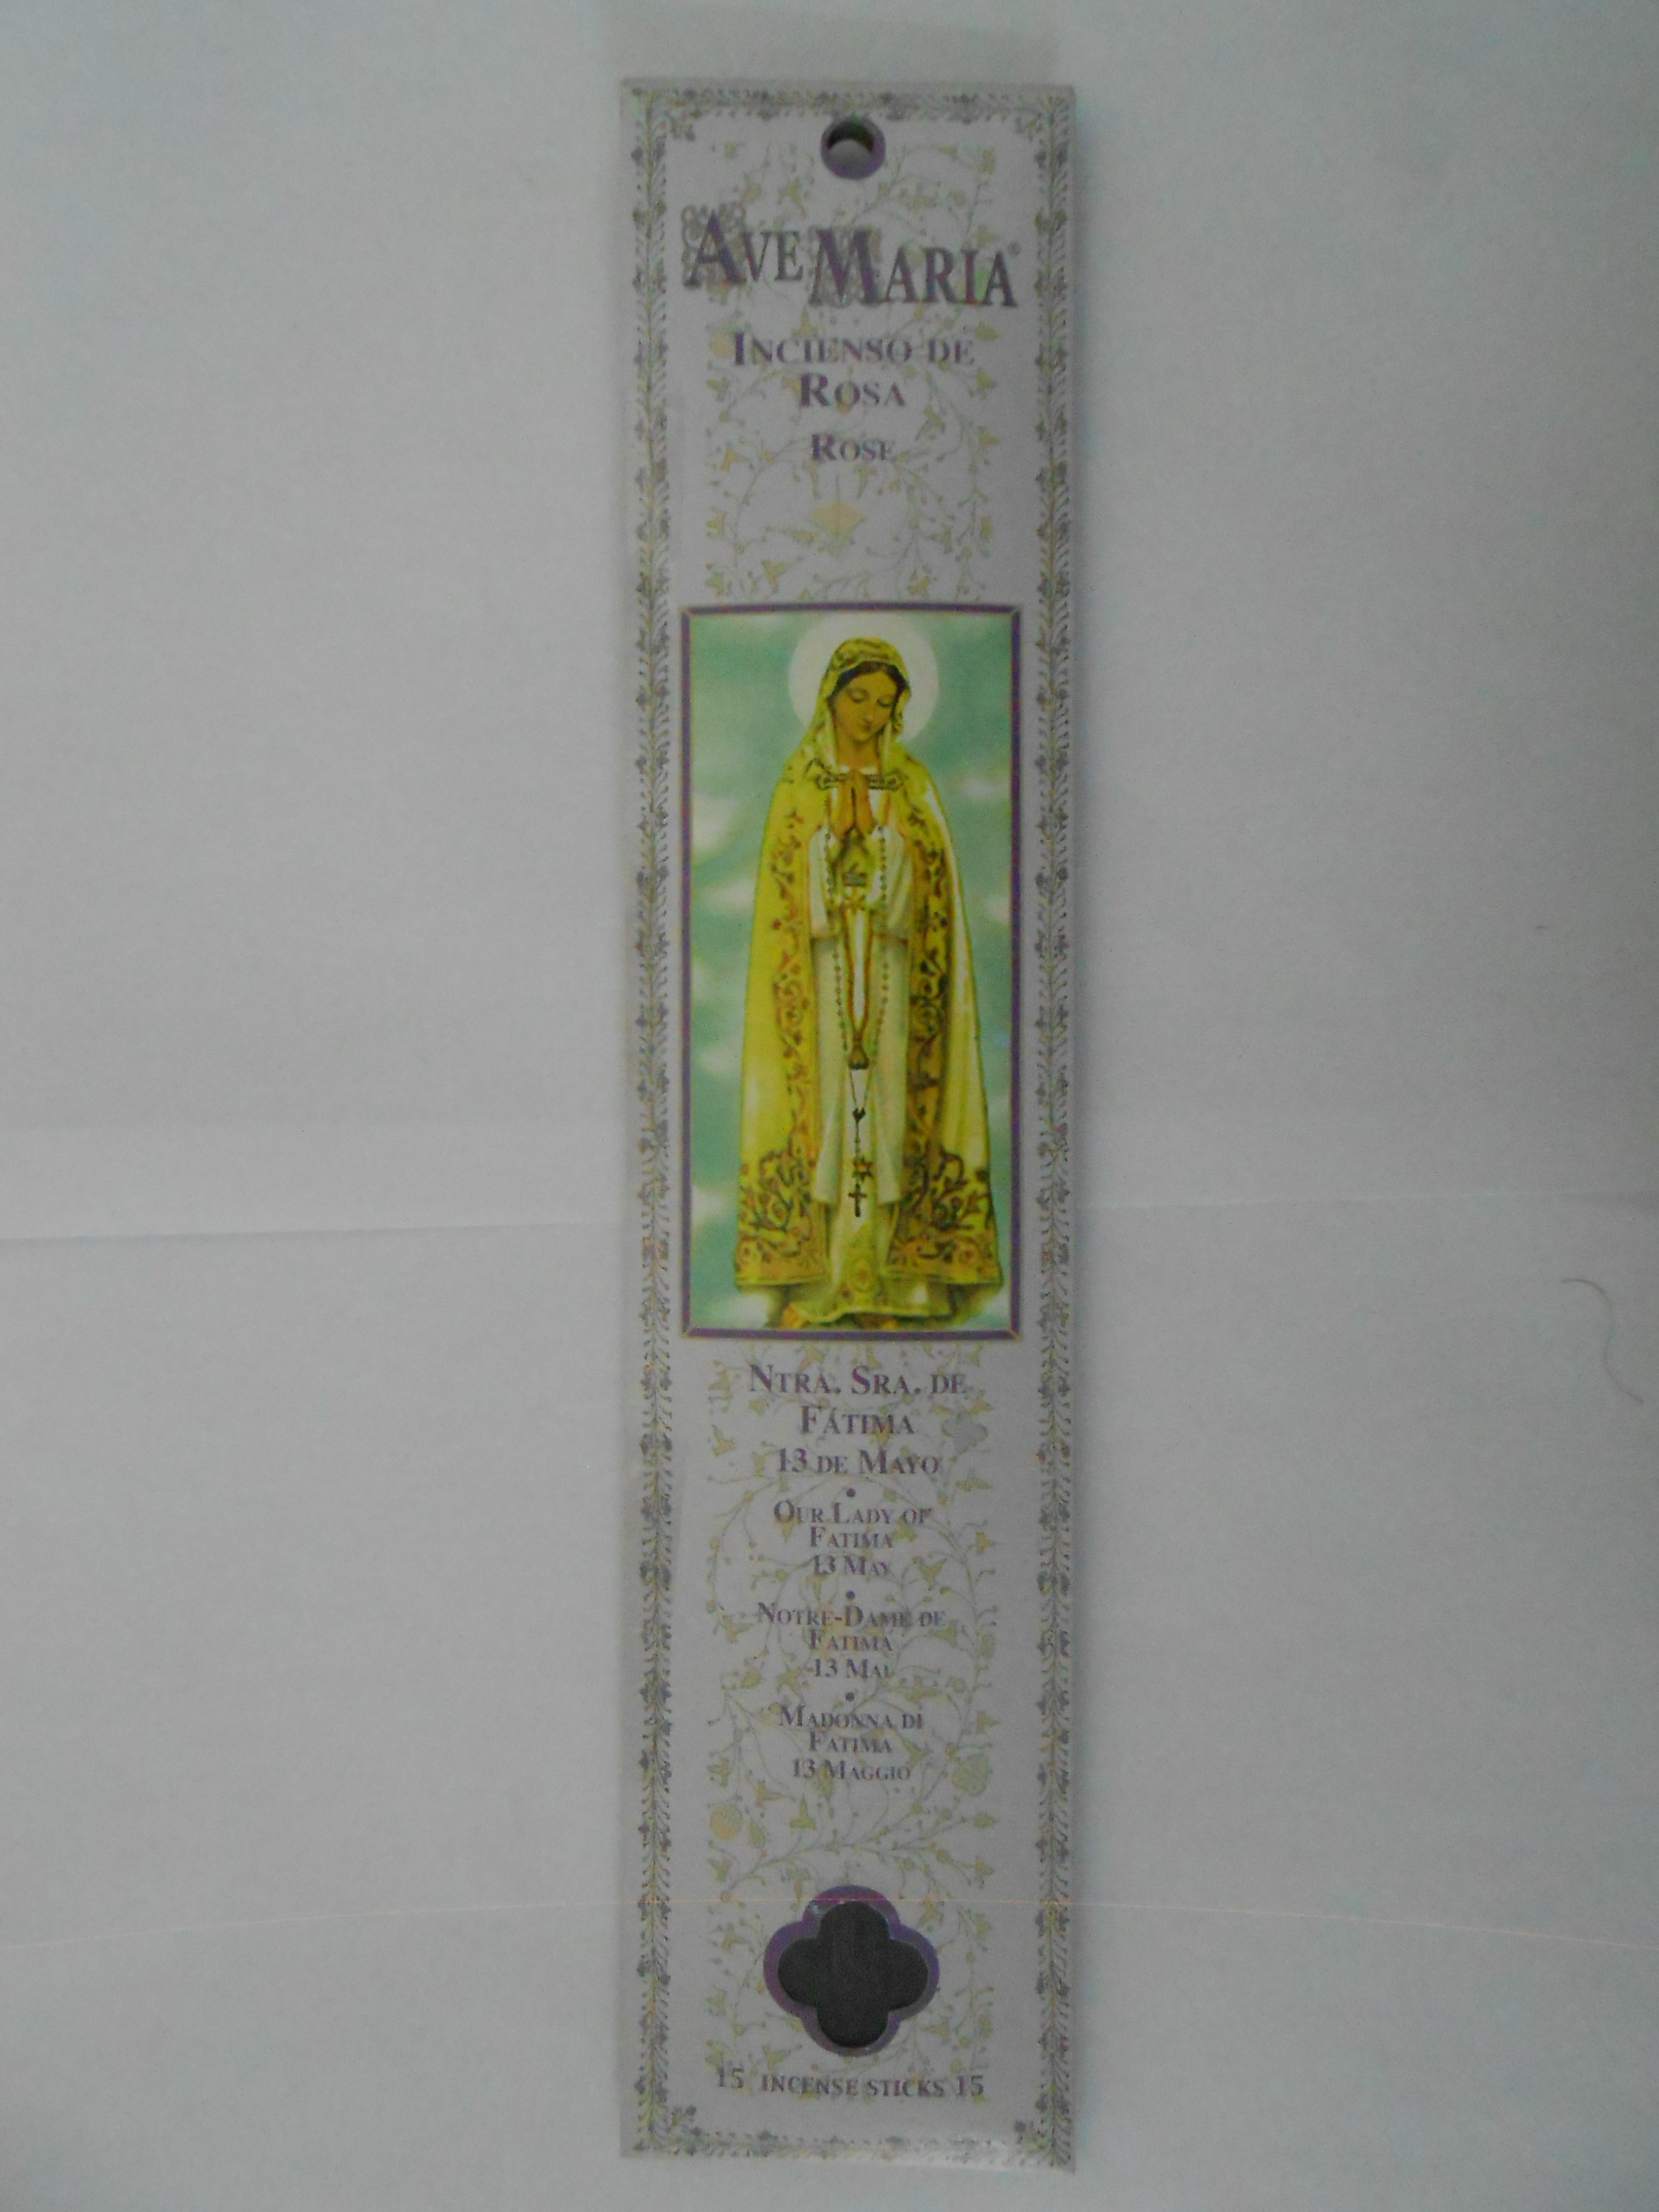 AVE MARIA®
INCIENSO DE
ROSA
ROSE
NTRA. SRA. DE
FÁTIMA
13 DE MAYO
•
OUR LADY OF
FATIMA
13 MAY
•
NOTRE-DAME DE
FATIMA
13 MAI
•
MADONNA DI
FATIMA
13 MAGGIO
15 INCENSE STICKS 15